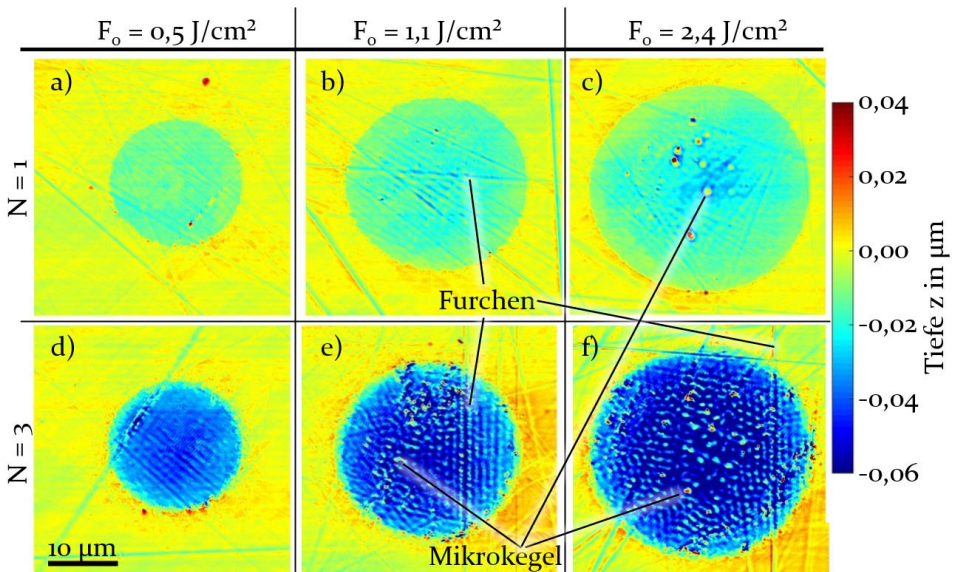 F₀ = 0,5 J/cm²
F₀ = 1,1 J/cm²
F₀ = 2,4 J/cm²
N = 1
a)
b)
c)
Furchen
N = 3
d)
e)
f)
Mikrokegel
10 µm
0,04
0,02
0,00
-0,02
-0,04
-0,06
Tiefe z in µm